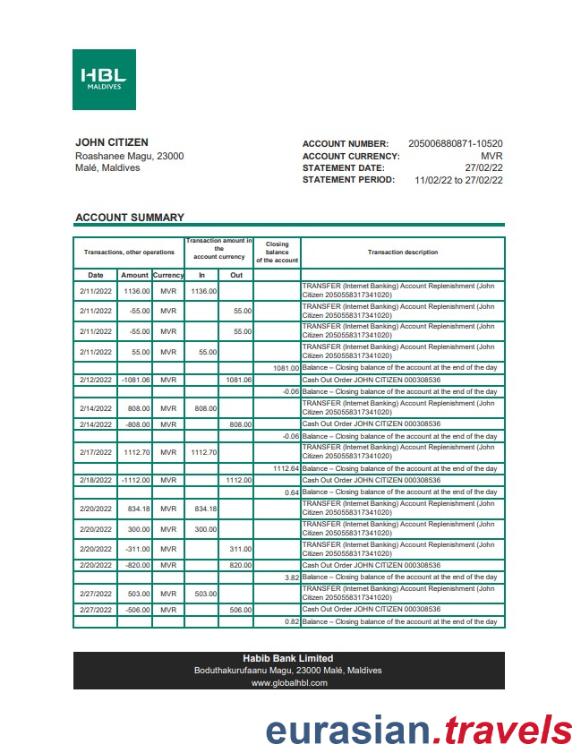 HBL
MALDIVES
JOHN CITIZEN
Roashanee Magu, 23000
Malé, Maldives
ACCOUNT NUMBER: 205006880871-10520
ACCOUNT CURRENCY: MVR
STATEMENT DATE: 27/02/22
STATEMENT PERIOD: 11/02/22 to 27/02/22
ACCOUNT SUMMARY
Transactions, other operations
Transaction amount in
the
account currency
Closing
balance
of the account
Transaction description
Date Amount Currency In Out
2/11/2022 1136.00 MVR 1136.00 TRANSFER (Internet Banking) Account Replenishment (John
Citizen 2050558317341020)
2/11/2022 -55.00 MVR 55.00 TRANSFER (Internet Banking) Account Replenishment (John
Citizen 2050558317341020)
2/11/2022 -55.00 MVR 55.00 TRANSFER (Internet Banking) Account Replenishment (John
Citizen 2050558317341020)
2/11/2022 55.00 MVR 55.00 TRANSFER (Internet Banking) Account Replenishment (John
Citizen 2050558317341020)
1081.00 Balance – Closing balance of the account at the end of the day
2/12/2022 -1081.06 MVR 1081.06 Cash Out Order JOHN CITIZEN 000308536
-0.06 Balance – Closing balance of the account at the end of the day
2/14/2022 808.00 MVR 808.00 TRANSFER (Internet Banking) Account Replenishment (John
Citizen 2050558317341020)
2/14/2022 -808.00 MVR 808.00 Cash Out Order JOHN CITIZEN 000308536
-0.06 Balance – Closing balance of the account at the end of the day
2/17/2022 1112.70 MVR 1112.70 TRANSFER (Internet Banking) Account Replenishment (John
Citizen 2050558317341020)
1112.64 Balance – Closing balance of the account at the end of the day
2/18/2022 -1112.00 MVR 1112.00 Cash Out Order JOHN CITIZEN 000308536
0.64 Balance – Closing balance of the account at the end of the day
2/20/2022 834.18 MVR 834.18 TRANSFER (Internet Banking) Account Replenishment (John
Citizen 2050558317341020)
2/20/2022 300.00 MVR 300.00 TRANSFER (Internet Banking) Account Replenishment (John
Citizen 2050558317341020)
2/20/2022 -311.00 MVR 311.00 TRANSFER (Internet Banking) Account Replenishment (John
Citizen 2050558317341020)
2/20/2022 -820.00 MVR 820.00 Cash Out Order JOHN CITIZEN 000308536
3.82 Balance – Closing balance of the account at the end of the day
2/27/2022 503.00 MVR 503.00 TRANSFER (Internet Banking) Account Replenishment (John
Citizen 2050558317341020)
2/27/2022 -506.00 MVR 506.00 Cash Out Order JOHN CITIZEN 000308536
0.82 Balance – Closing balance of the account at the end of the day
Habib Bank Limited
Boduthakurufaanu Magu, 23000 Malé, Maldives
www.globalhbl.com
eurasian.travels